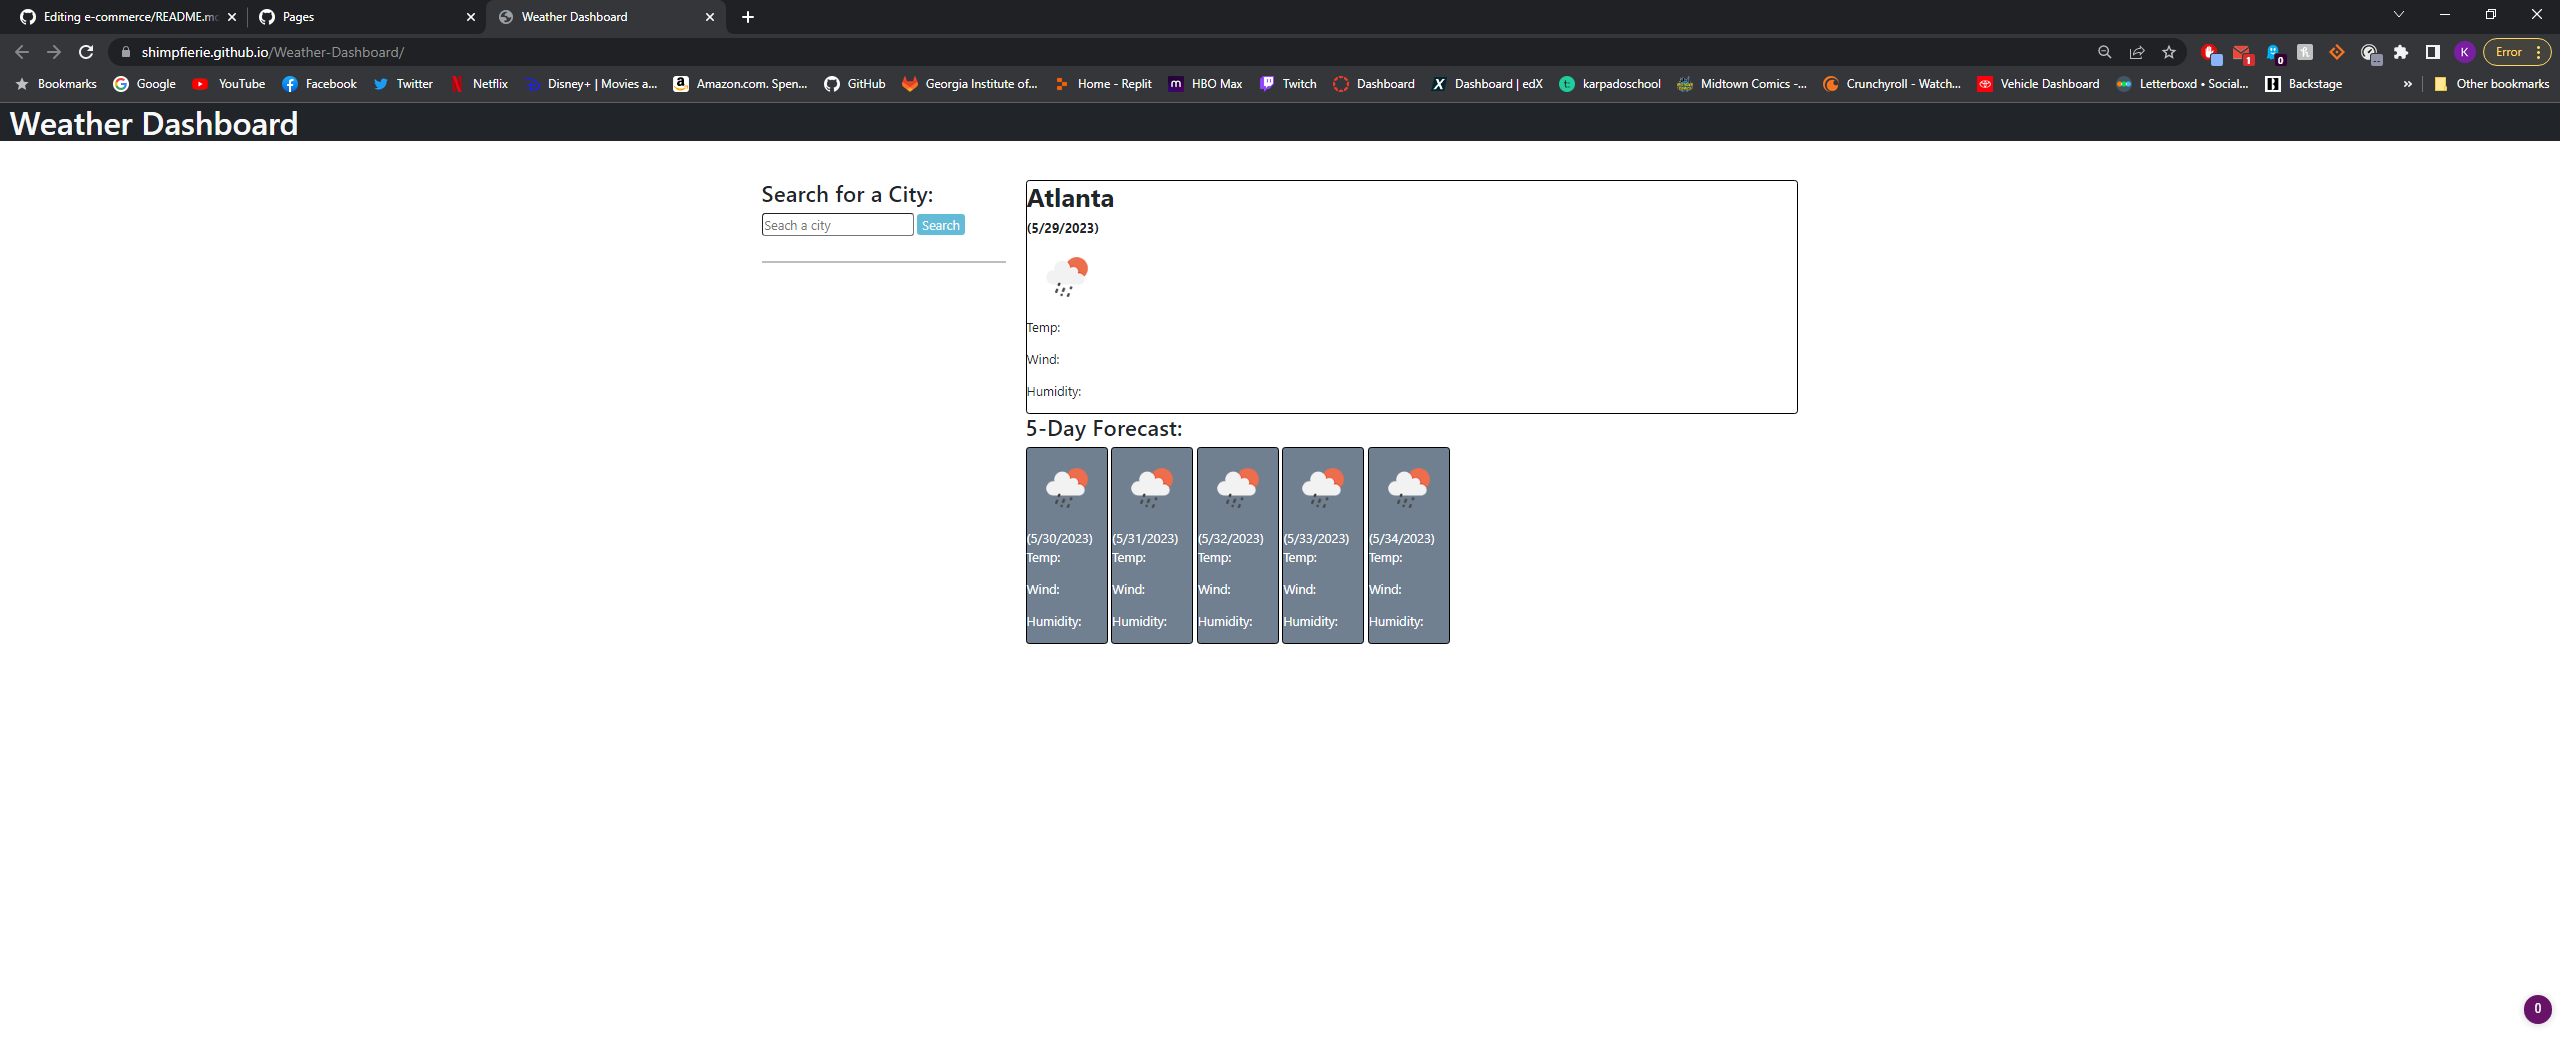 Editing e-commerce/README.m
Pages
Weather Dashboard
shimpfierie.github.io/Weather-Dashboard/
1
0
K
Error
Bookmarks
Google
YouTube
Facebook
Twitter
Netflix
Disney+ | Movies a...
Amazon.com. Spen...
GitHub
Georgia Institute of...
Home - Replit
HBO Max
Twitch
Dashboard
Dashboard | edX
karpadoschool
Midtown Comics -...
Crunchyroll - Watch...
Vehicle Dashboard
Letterboxd • Social...
Backstage
»
Other bookmarks
Weather Dashboard
Search for a City:
Seach a city
Search
Atlanta
(5/29/2023)
Temp:
Wind:
Humidity:
5-Day Forecast:
(5/30/2023)
Temp:
Wind:
Humidity:
(5/31/2023)
Temp:
Wind:
Humidity:
(5/32/2023)
Temp:
Wind:
Humidity:
(5/33/2023)
Temp:
Wind:
Humidity:
(5/34/2023)
Temp:
Wind:
Humidity:
0